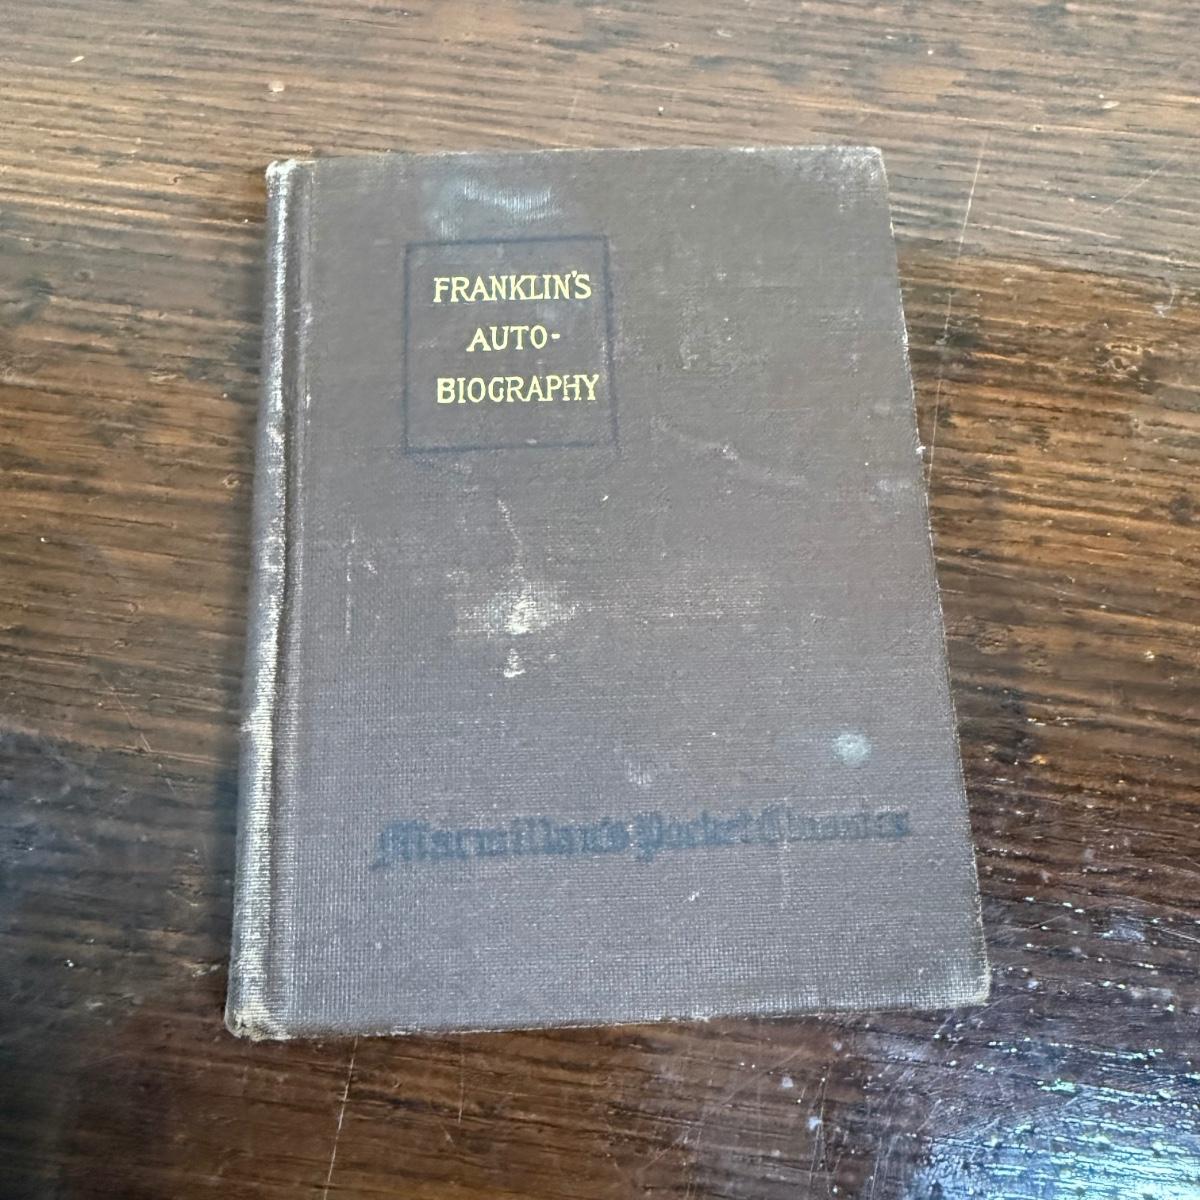 FRANKLIN'S
AUTO-
BIOGRAPHY
Macmillan's Pocket Classics